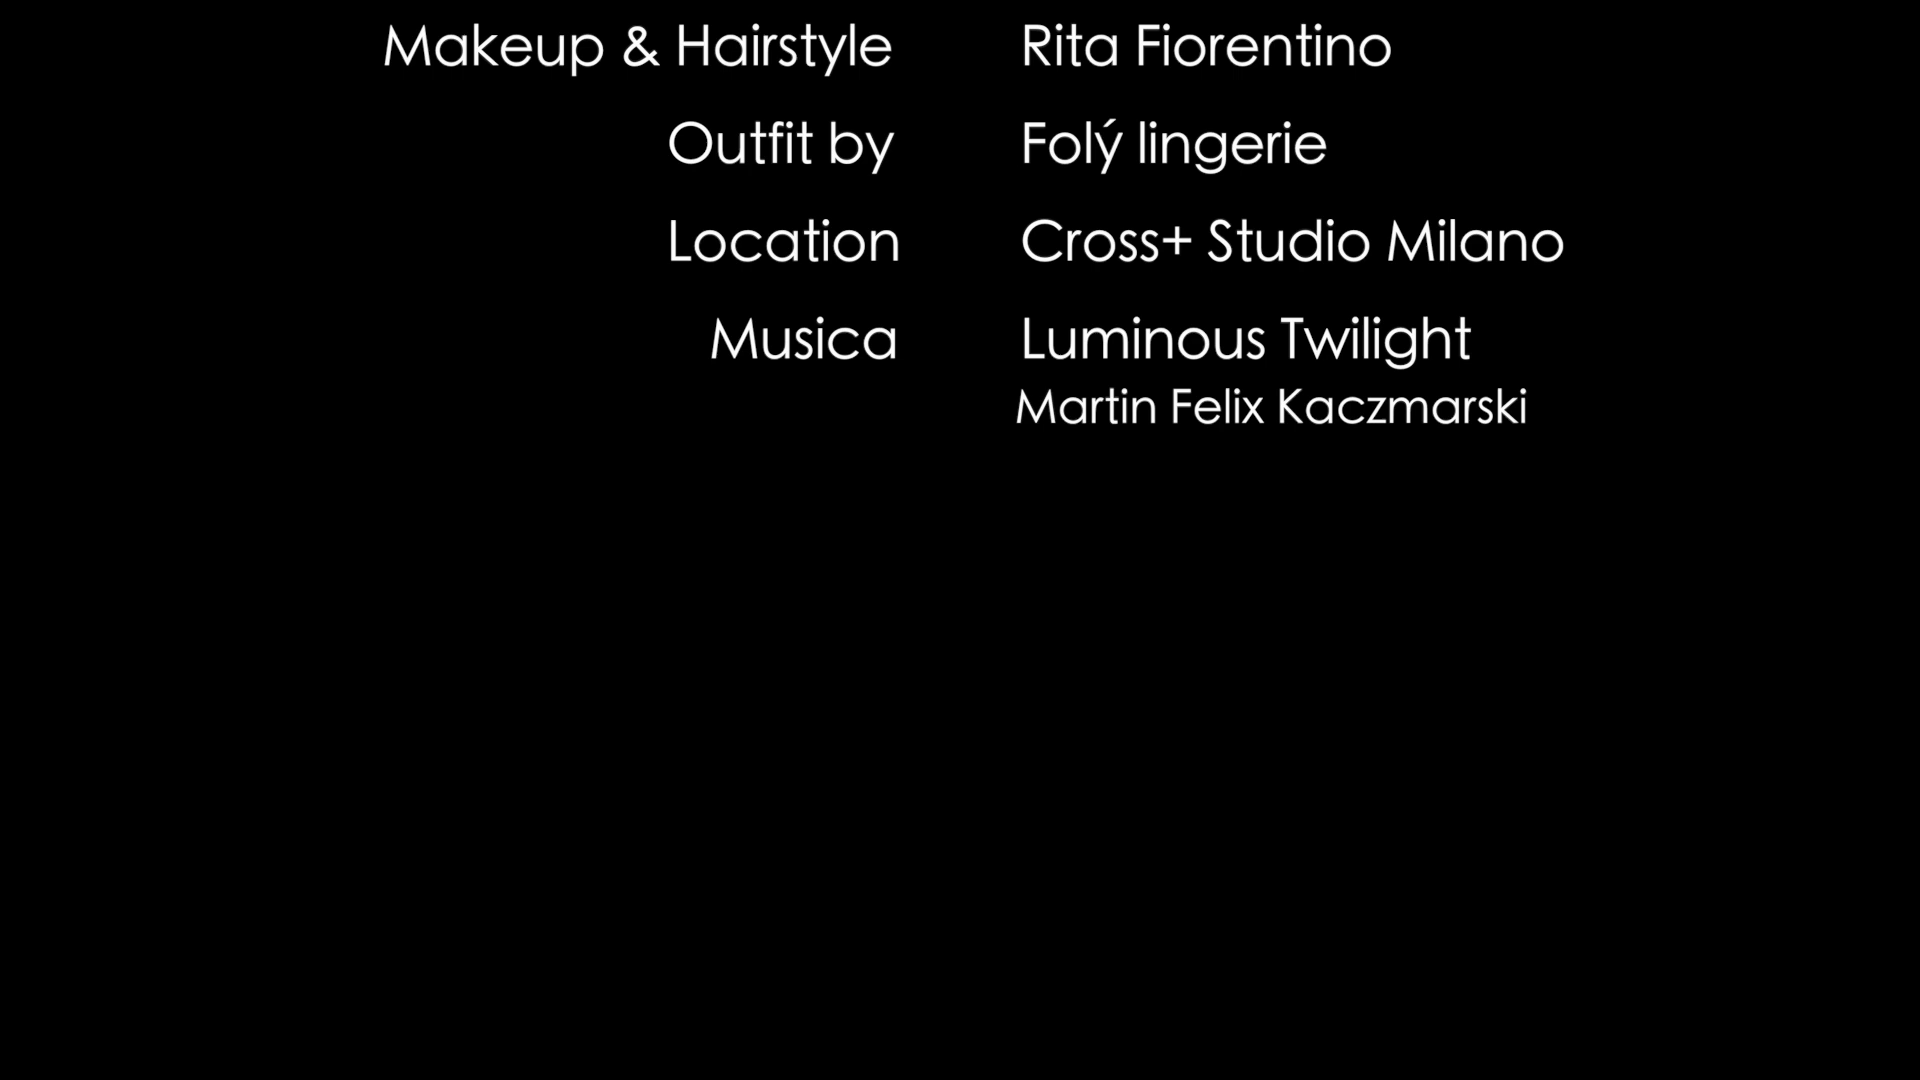 Makeup & Hairstyle Rita Fiorentino
Outfit by Folý lingerie
Location Cross+ Studio Milano
Musica Luminous Twilight
Martin Felix Kaczmarski